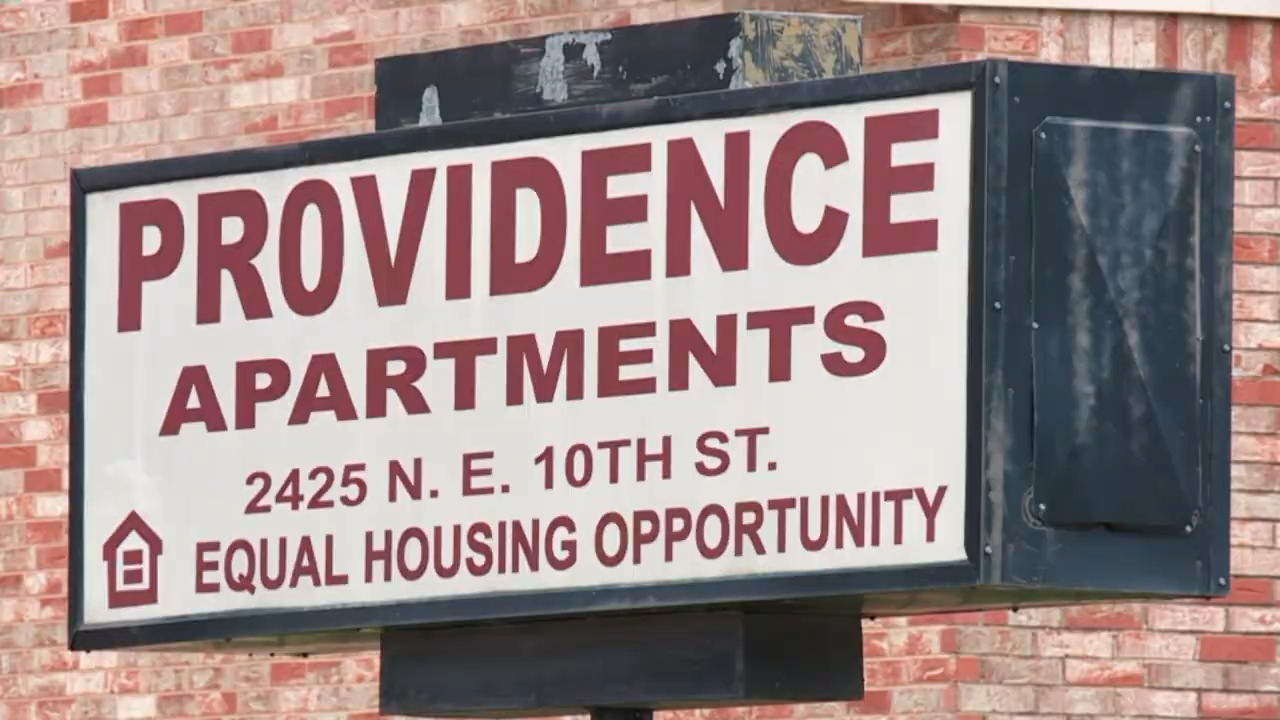 PROVIDENCE
APARTMENTS
2425 N. E. 10TH ST.
EQUAL HOUSING OPPORTUNITY